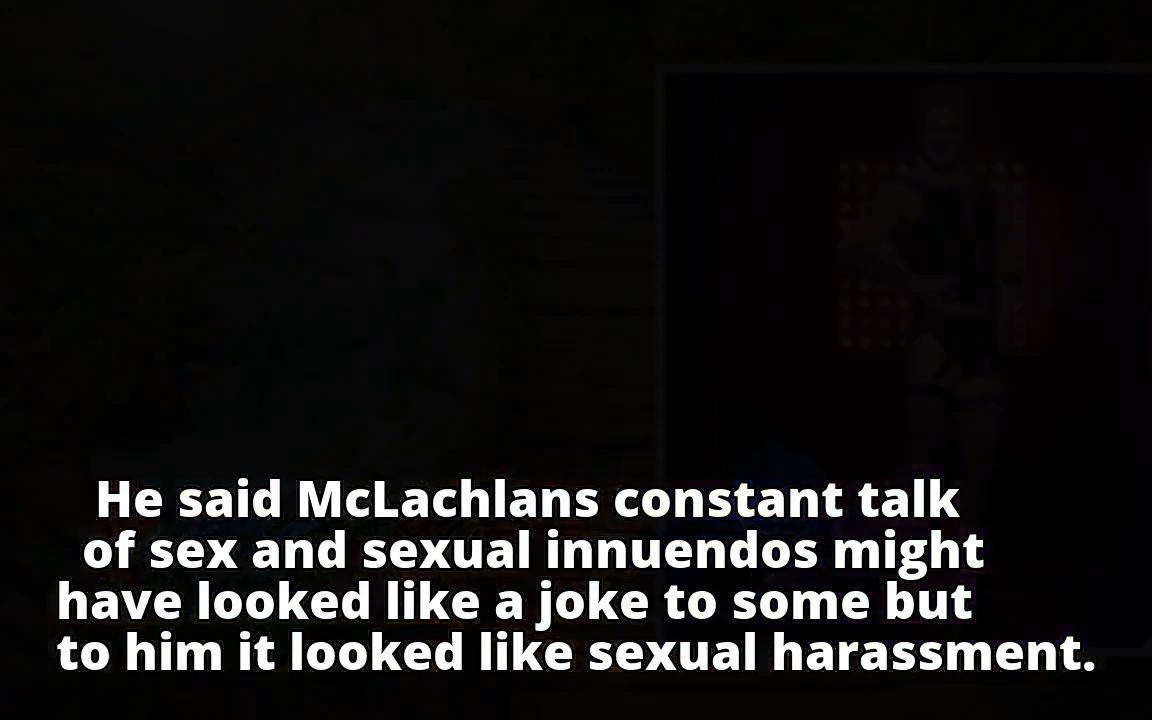 He said McLachlans constant talk
of sex and sexual innuendos might
have looked like a joke to some but
to him it looked like sexual harassment.